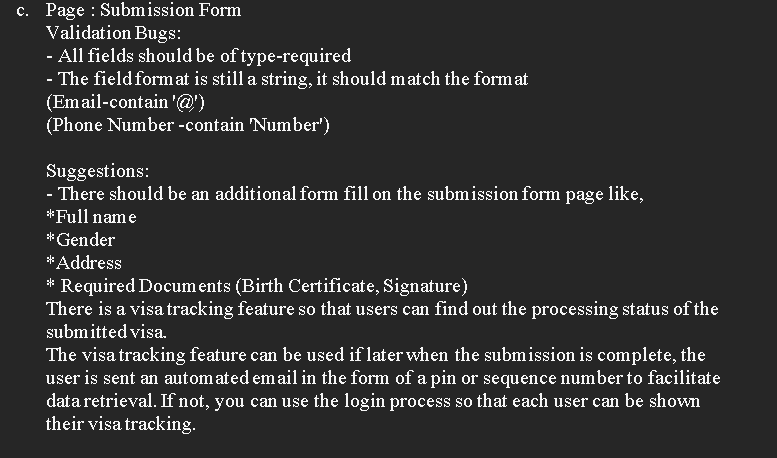 c. Page : Submission Form
Validation Bugs:
- All fields should be of type-required
- The field format is still a string, it should match the format
(Email-contain '@')
(Phone Number -contain 'Number')
Suggestions:
- There should be an additional form fill on the submission form page like,
*Full name
*Gender
*Address
* Required Documents (Birth Certificate, Signature)
There is a visa tracking feature so that users can find out the processing status of the
submitted visa.
The visa tracking feature can be used if later when the submission is complete, the
user is sent an automated email in the form of a pin or sequence number to facilitate
data retrieval. If not, you can use the login process so that each user can be shown
their visa tracking.